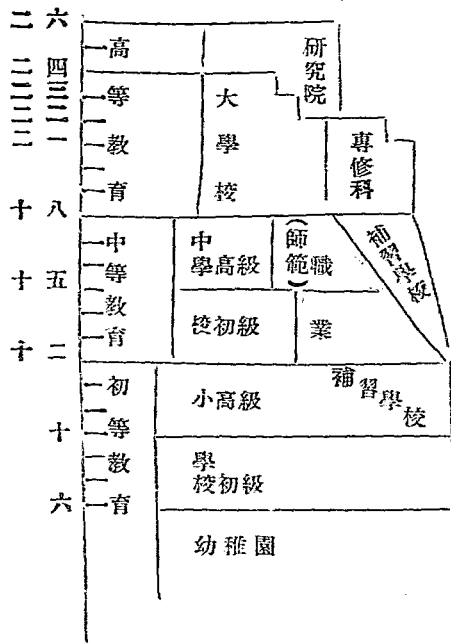 二六
二四
二三
二二
二一
十八
十五
十二
十
六
高等教育
研究院
大學校
專修科
中等教育
中學校
高級
初級
(師範)
職業
補習學校
初等教育
小學校
高級
初級
補習學校
幼稚園